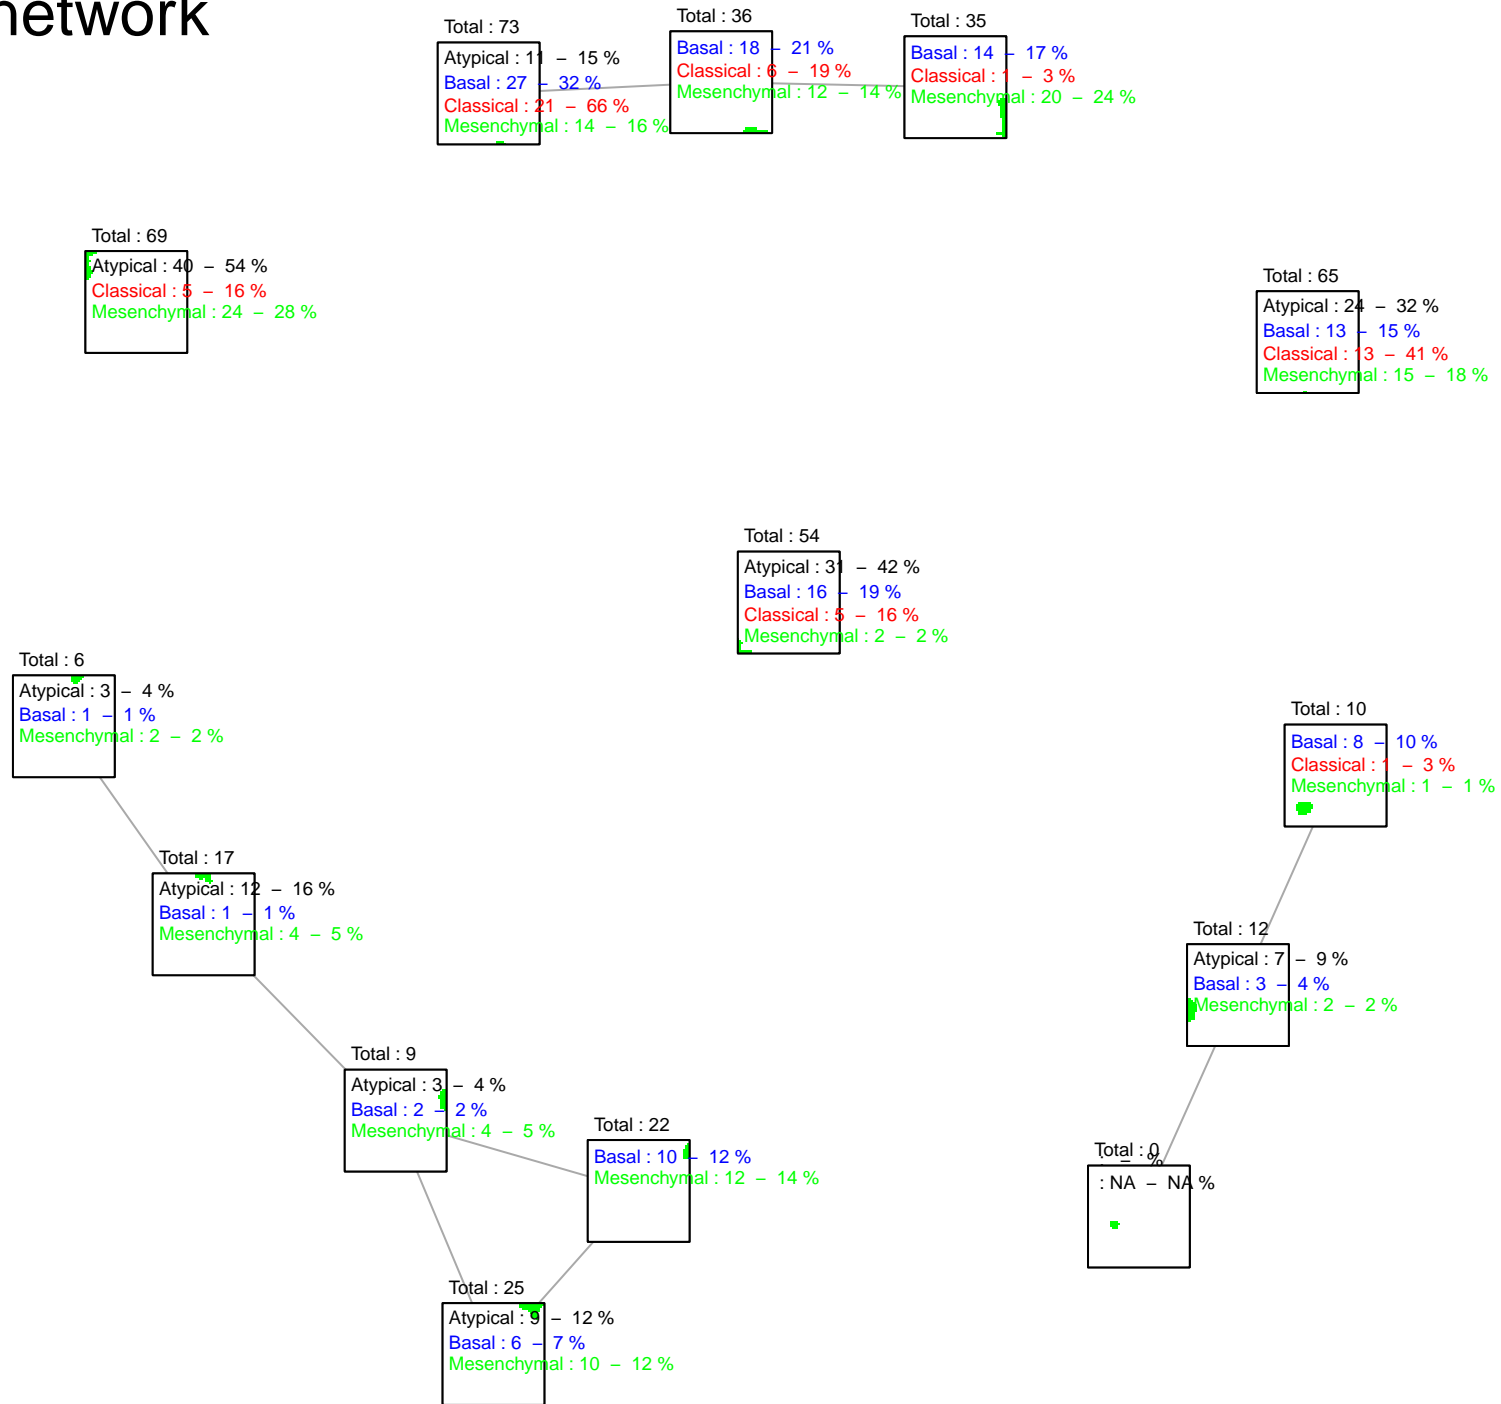 network
Total : 73
Atypical : 11 – 15 %
Basal : 27 – 32 %
Classical : 21 – 66 %
Mesenchymal : 14 – 16 %
Total : 36
Basal : 18 – 21 %
Classical : 6 – 19 %
Mesenchymal : 12 – 14 %
Total : 35
Basal : 14 – 17 %
Classical : 1 – 3 %
Mesenchymal : 20 – 24 %
Total : 69
Atypical : 40 – 54 %
Classical : 5 – 16 %
Mesenchymal : 24 – 28 %
Total : 65
Atypical : 24 – 32 %
Basal : 13 – 15 %
Classical : 13 – 41 %
Mesenchymal : 15 – 18 %
Total : 54
Atypical : 31 – 42 %
Basal : 16 – 19 %
Classical : 5 – 16 %
Mesenchymal : 2 – 2 %
Total : 6
Atypical : 3 – 4 %
Basal : 1 – 1 %
Mesenchymal : 2 – 2 %
Total : 10
Basal : 8 – 10 %
Classical : 1 – 3 %
Mesenchymal : 1 – 1 %
Total : 17
Atypical : 12 – 16 %
Basal : 1 – 1 %
Mesenchymal : 4 – 5 %
Total : 12
Atypical : 7 – 9 %
Basal : 3 – 4 %
Mesenchymal : 2 – 2 %
Total : 9
Atypical : 3 – 4 %
Basal : 2 – 2 %
Mesenchymal : 4 – 5 %
Total : 22
Basal : 10 – 12 %
Mesenchymal : 12 – 14 %
Total : 0
: – %
: NA – NA %
Total : 25
Atypical : 9 – 12 %
Basal : 6 – 7 %
Mesenchymal : 10 – 12 %